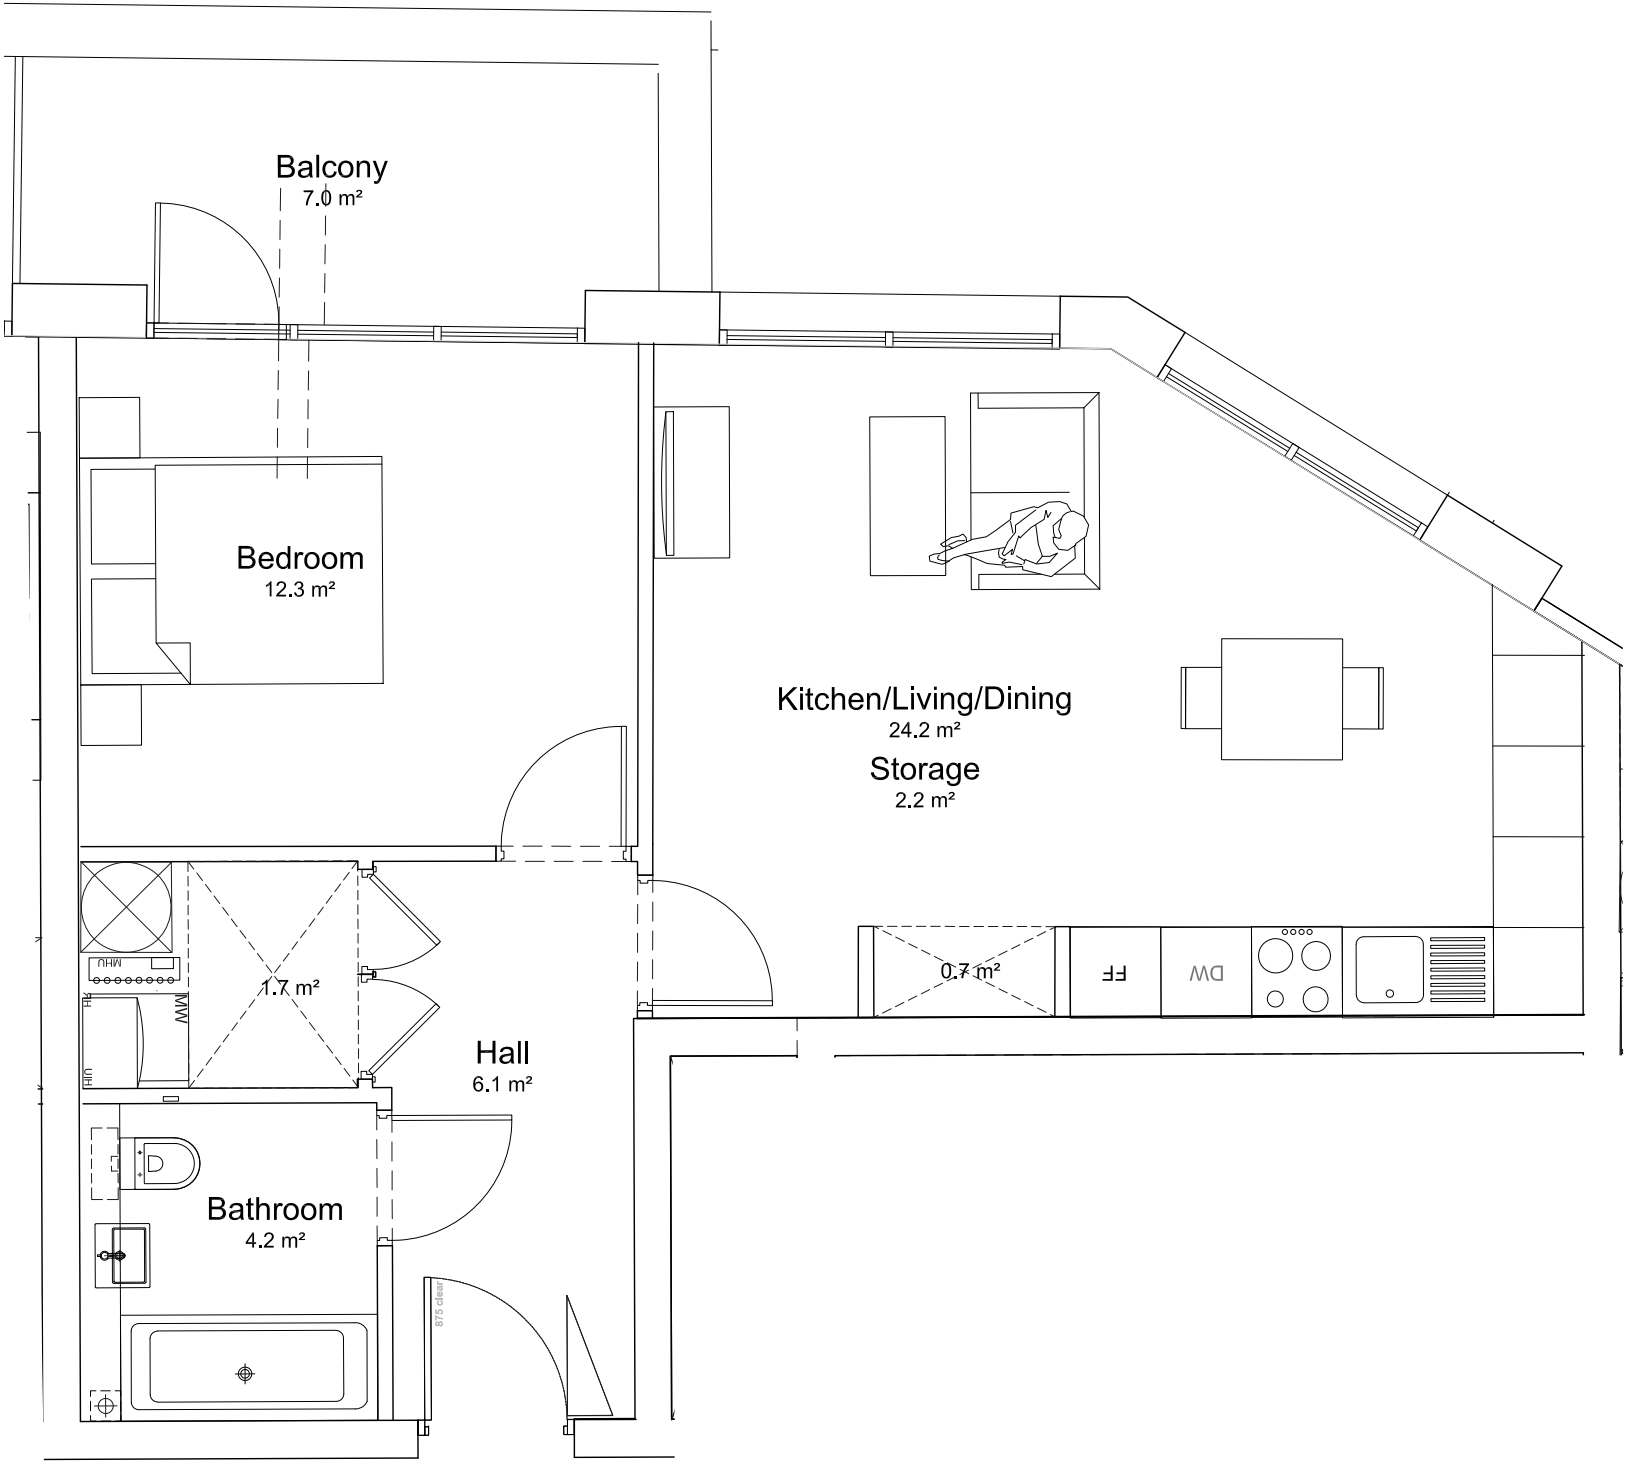 Balcony
7.0 m²
Bedroom
12.3 m²
Kitchen/Living/Dining
24.2 m²
Storage
2.2 m²
MHU
MW
1.7 m²
0.7 m²
FF
DW
Hall
6.1 m²
UIH
Bathroom
4.2 m²
875 clear